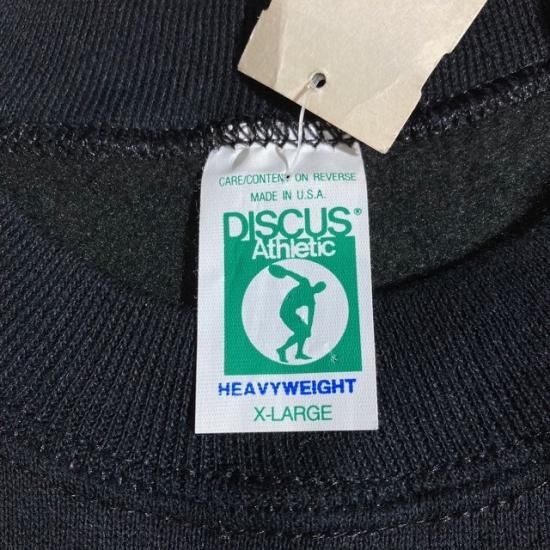 CARE/CONTENT ON REVERSE
MADE IN U.S.A.
DISCUS®
Athletic
HEAVYWEIGHT
X-LARGE